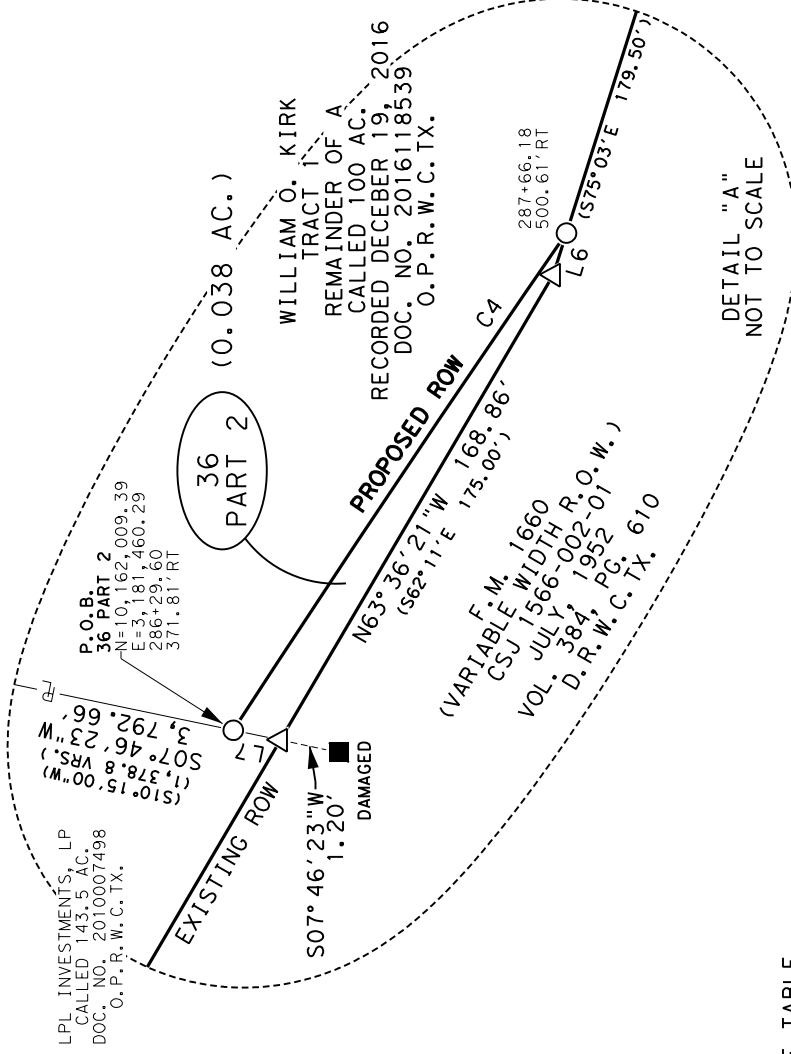 LPL INVESTMENTS, LP
CALLED 143.5 AC.
DOC. NO. 2010007498
O.P.R.W.C.TX.
(S10°15'00"W)
(1,378.8 VRS.)
S07°46'23"W
3,792.66'
P.O.B.
36 PART 2
N=10,162,009.39
E=3,181,460.29
286+29.60
371.81'RT
36
PART 2
(0.038 AC.)
WILLIAM O. KIRK
TRACT 1
REMAINDER OF A
CALLED 100 AC.
RECORDED DECEBER 19, 2016
DOC. NO. 2016118539
O.P.R.W.C.TX.
287+66.18
500.61'RT
(S75°03'E 179.50')
L6
C4
PROPOSED ROW
N63°36'21"W 168.86'
(S62°11'E 175.00')
L7
EXISTING ROW
S07°46'23"W
1.20'
DAMAGED
F.M. 1660
(VARIABLE WIDTH R.O.W.)
CSJ 1566-002-01
JULY, 1952
VOL. 384, PG. 610
D.R.W.C.TX.
DETAIL "A"
NOT TO SCALE
TABLE